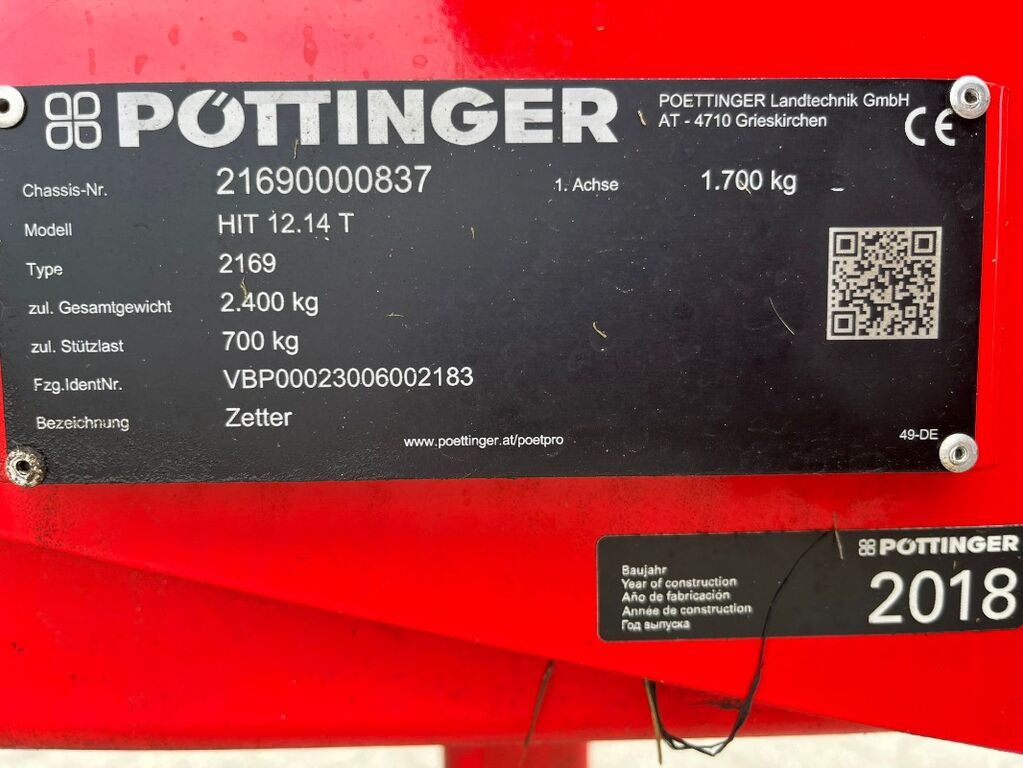 PÖTTINGER
POETTINGER Landtechnik GmbH
AT - 4710 Grieskirchen
CE
Chassis-Nr. 21690000837 1. Achse 1.700 kg –
Modell HIT 12.14 T
Type 2169
zul. Gesamtgewicht 2.400 kg
zul. Stützlast 700 kg
Fzg.IdentNr. VBP00023006002183
Bezeichnung Zetter
www.poettinger.at/poetpro
49-DE
PÖTTINGER
Baujahr
Year of construction
Año de fabricación
Année de construction
Год выпуска
2018